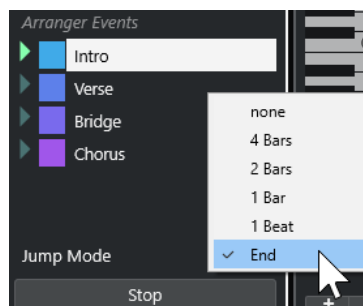 Arranger Events
Intro
Verse
Bridge
Chorus
none
4 Bars
2 Bars
1 Bar
1 Beat
End
Jump Mode
Stop